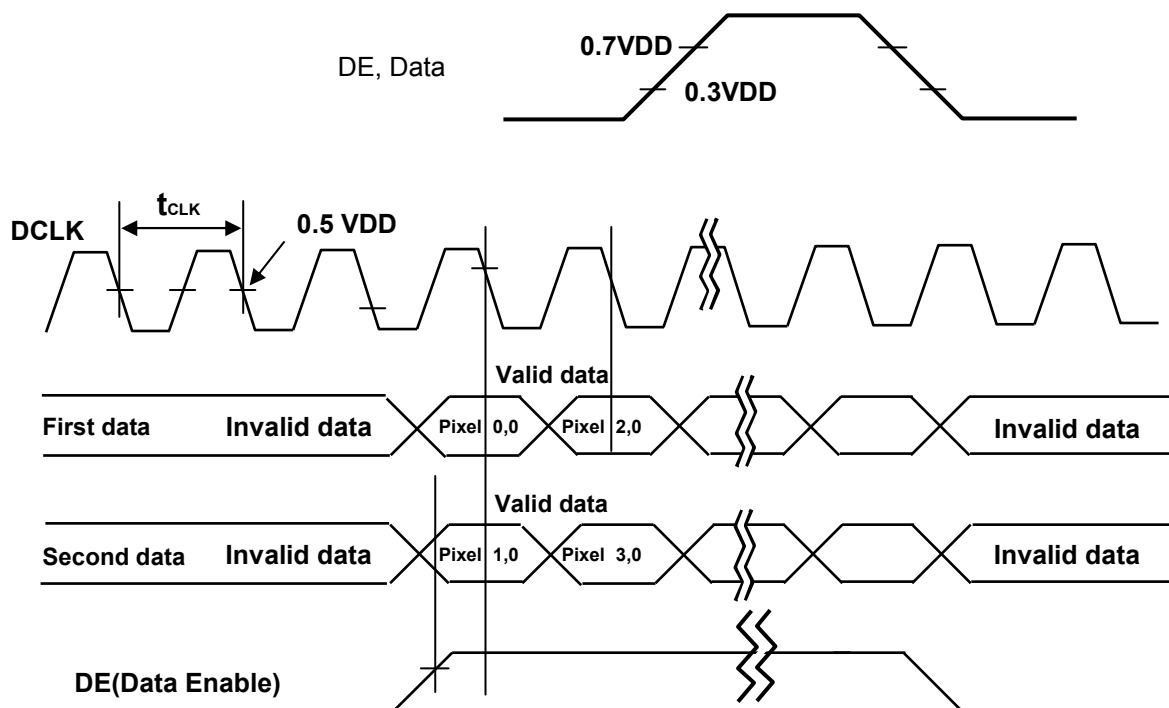 0.7VDD
DE, Data
0.3VDD
tCLK
0.5 VDD
DCLK
Valid data
First data Invalid data Pixel 0,0 Pixel 2,0 Invalid data
Valid data
Second data Invalid data Pixel 1,0 Pixel 3,0 Invalid data
DE(Data Enable)